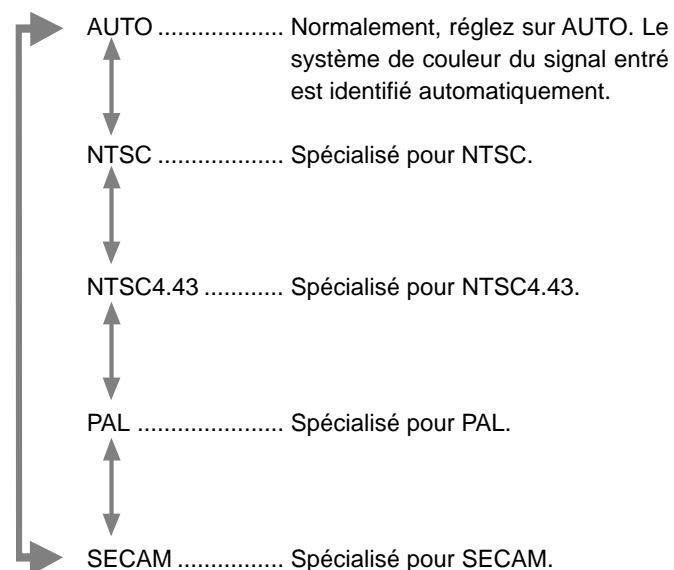 AUTO ................... Normalement, réglez sur AUTO. Le
système de couleur du signal entré
est identifié automatiquement.
NTSC ................... Spécialisé pour NTSC.
NTSC4.43 ............ Spécialisé pour NTSC4.43.
PAL ...................... Spécialisé pour PAL.
SECAM ................ Spécialisé pour SECAM.